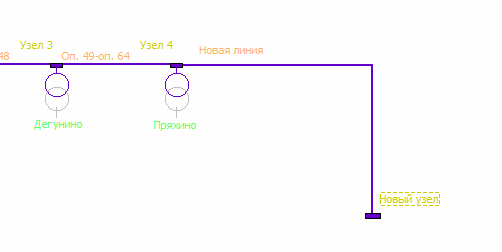 Узел 3
Узел 4
48
Оп. 49-оп. 64
Новая линия
Дегунино
Пряхино
Новый узел